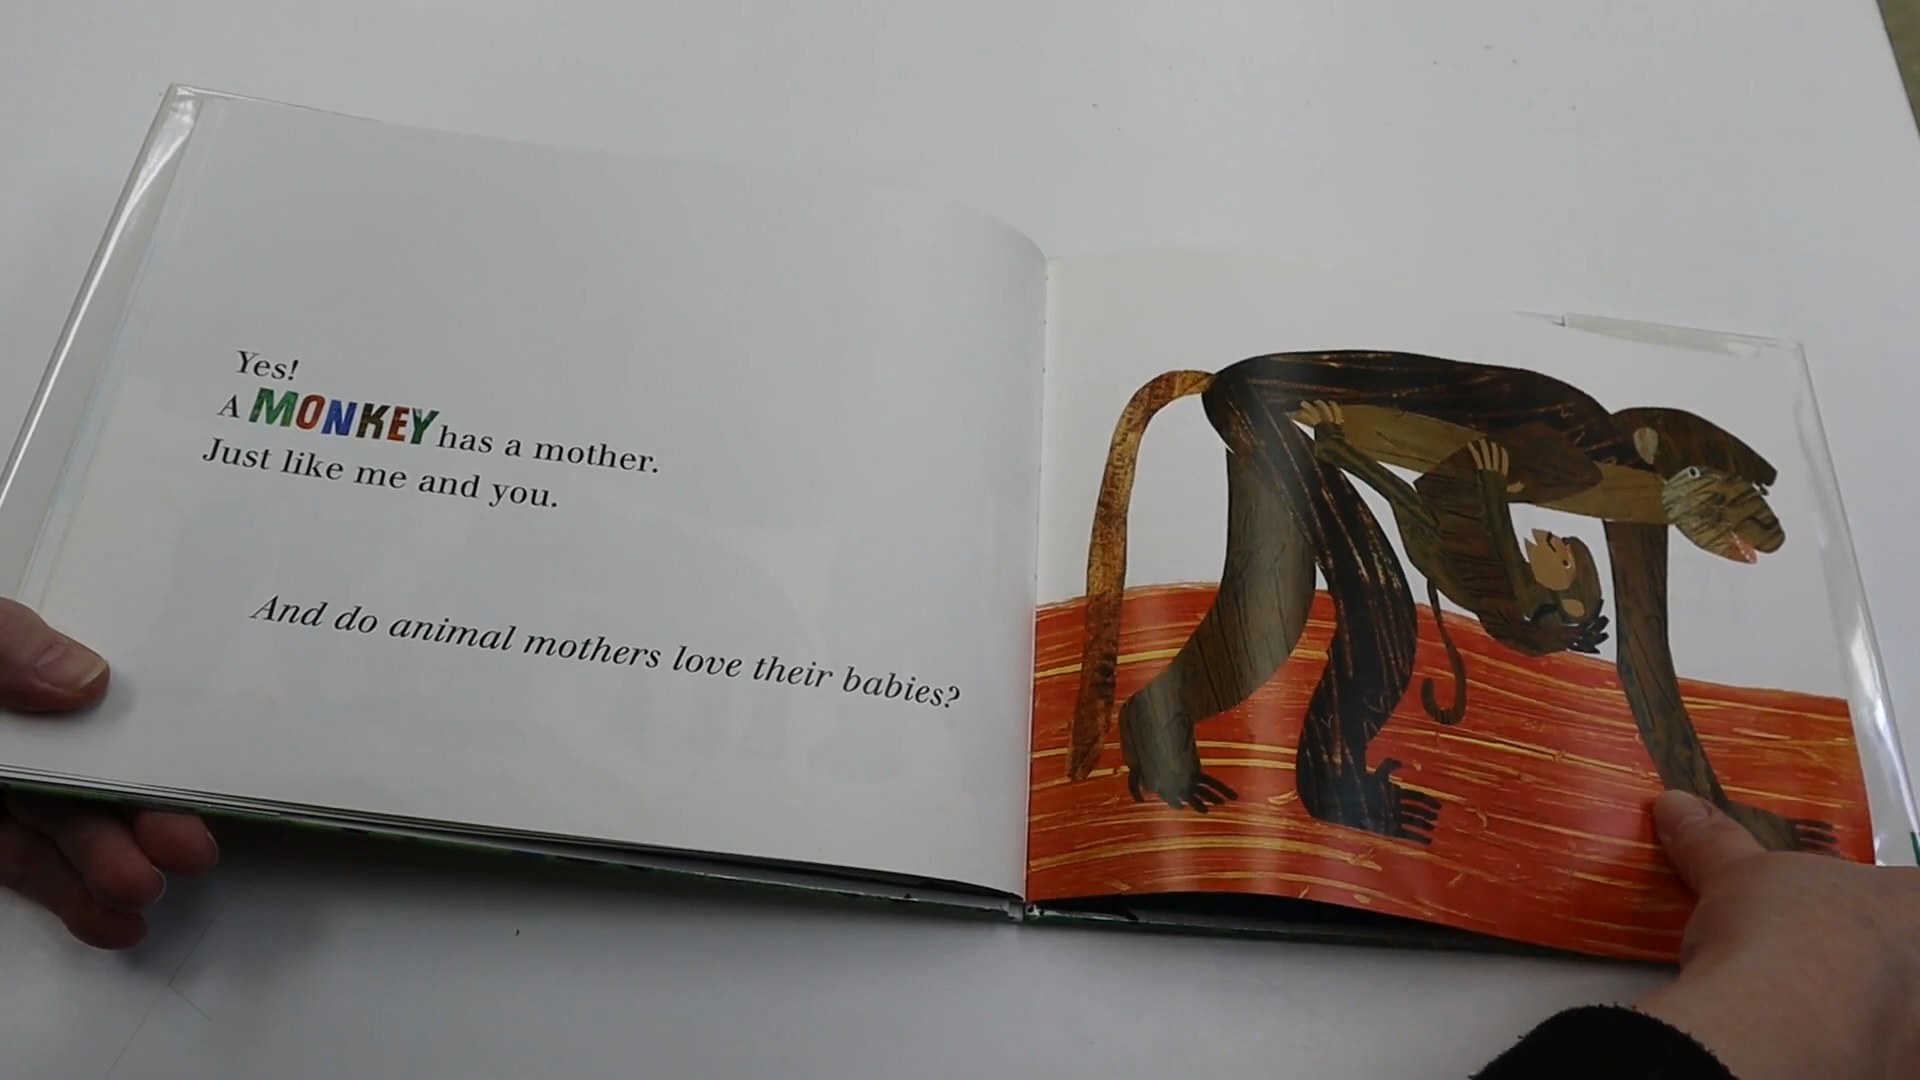 Yes!
A MONKEY has a mother.
Just like me and you.
And do animal mothers love their babies?